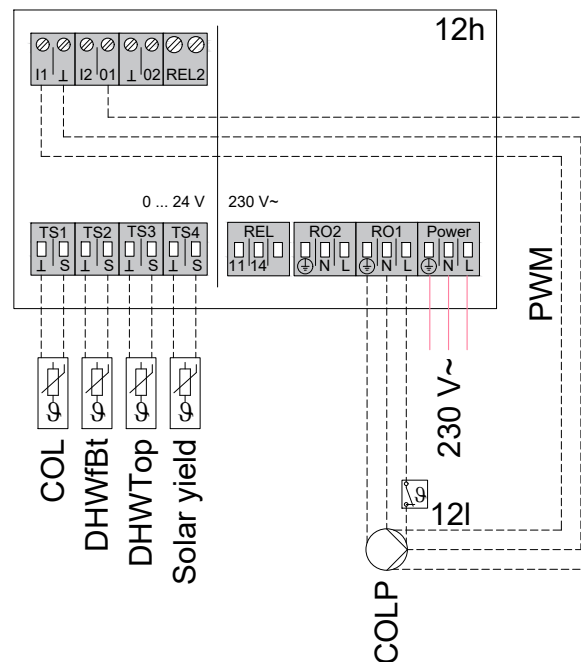 12h
I1 ⊥ I2 01 ⊥ 02 REL2
0 ... 24 V 230 V~
TS1 TS2 TS3 TS4 REL RO2 RO1 Power
⊥ S ⊥ S ⊥ S ⊥ S 11 14 N L N L N L
PWM
ϑ ϑ ϑ ϑ
COL
DHWfBt
DHWTop
Solar yield
230 V~
ϑ
12l
COLP